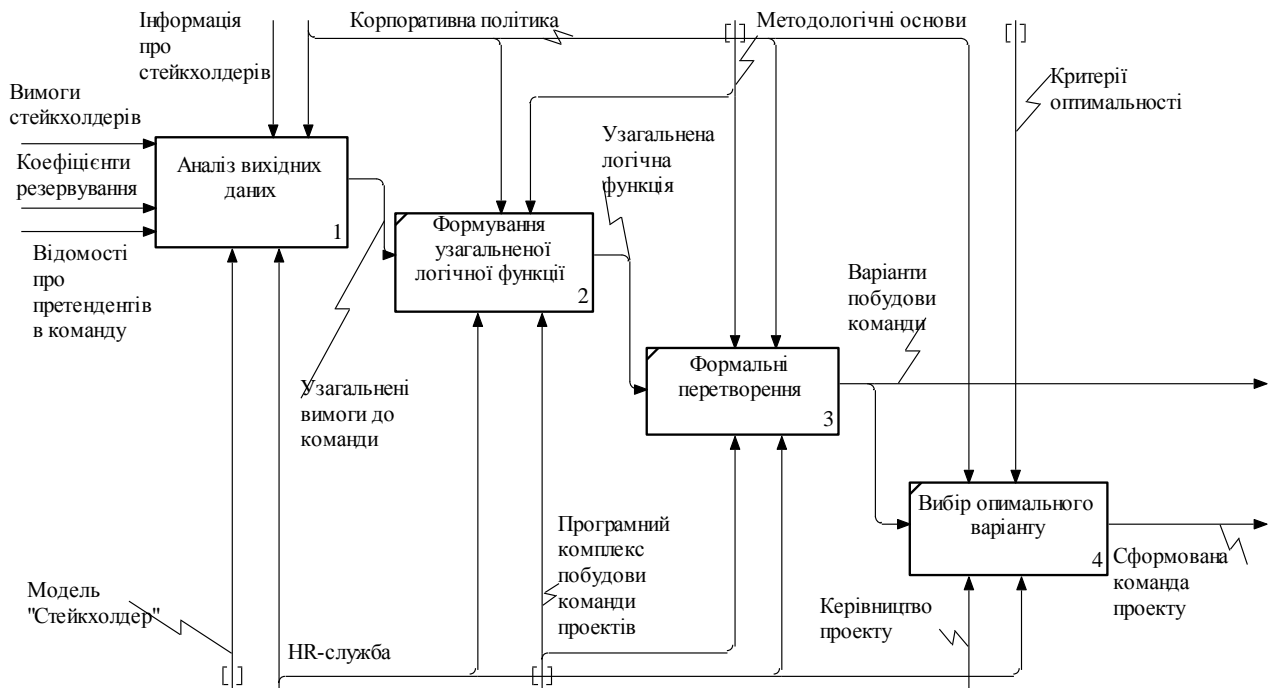 Інформація
про
стейкхолдерів
Корпоративна політика
Методологічні основи
Критерії
оптимальності
Вимоги
стейкхолдерів
Коефіцієнти
резервування
Відомості
про
претендентів
в команду
Аналіз вихідних
даних
1
Узагальнена
логічна
функція
Формування
узагальненої
логічної функції
2
Варіанти
побудови
команди
Узагальнені
вимоги до
команди
Формальні
перетворення
3
Вибір опимального
варіанту
4
Сформована
команда
проекту
Програмний
комплекс
побудови
команди
проектів
Керівництво
проекту
Модель
"Стейкхолдер"
HR-служба